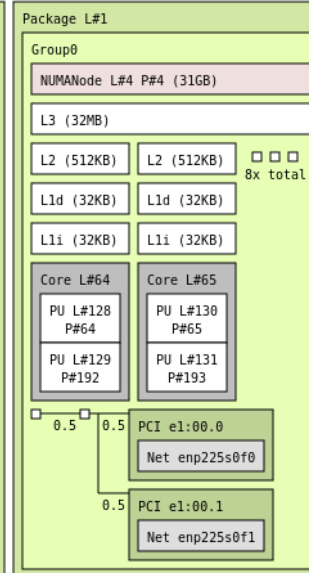 Package L#1
Group0
NUMANode L#4 P#4 (31GB)
L3 (32MB)
L2 (512KB) L2 (512KB)
8x total
L1d (32KB) L1d (32KB)
L1i (32KB) L1i (32KB)
Core L#64 Core L#65
PU L#128 PU L#130
P#64 P#65
PU L#129 PU L#131
P#192 P#193
0.5 0.5 PCI e1:00.0
Net enp225s0f0
0.5 PCI e1:00.1
Net enp225s0f1